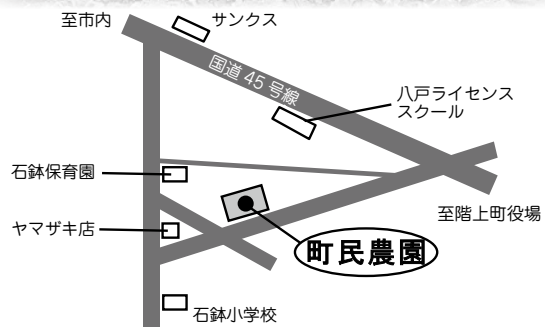 至市内
サンクス
国道45号線
八戸ライセンス
スクール
石鉢保育園
至階上町役場
ヤマザキ店
町民農園
石鉢小学校